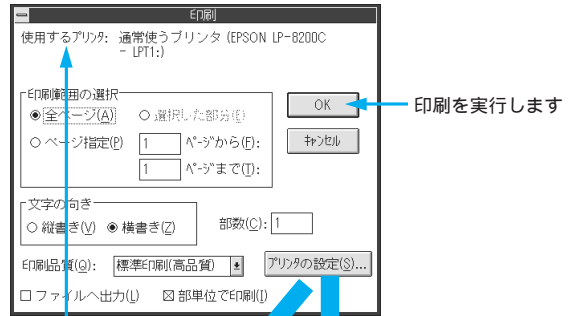 印刷
使用するプリンタ: 通常使うプリンタ (EPSON LP-8200C
- LPT1:)
印刷範囲の選択
全ページ(A) 選択した部分(E)
OK
印刷を実行します
ページ指定(P) 1 ページから(F):
キャンセル
1 ページまで(T):
文字の向き
縦書き(V) 横書き(Z)
部数(C): 1
印刷品質(Q): 標準印刷(高品質)
プリンタの設定(S)...
ファイルへ出力(L) 部単位で印刷(I)